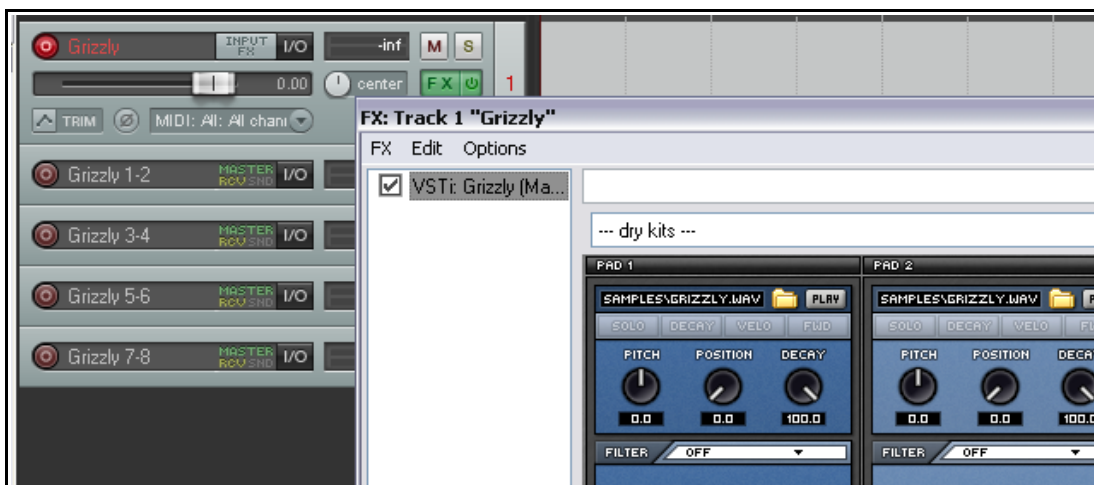 Grizzly INPUT FX I/O -inf M S
0.00 center FX 1
TRIM MIDI: All: All chani
FX: Track 1 "Grizzly"
FX Edit Options
Grizzly 1-2 MASTER RCV SND I/O
VSTi: Grizzly (Ma...
Grizzly 3-4 MASTER RCV SND I/O
--- dry kits ---
Grizzly 5-6 MASTER RCV SND I/O
Grizzly 7-8 MASTER RCV SND I/O
PAD 1
SAMPLES\GRIZZLY.WAV PLAY
SOLO DECAY VELO FWD
PITCH POSITION DECAY
0.0 0.0 100.0
FILTER OFF
PAD 2
SAMPLES\GRIZZLY.WAV
SOLO DECAY VELO
PITCH POSITION DECA
0.0 0.0 100.
FILTER OFF